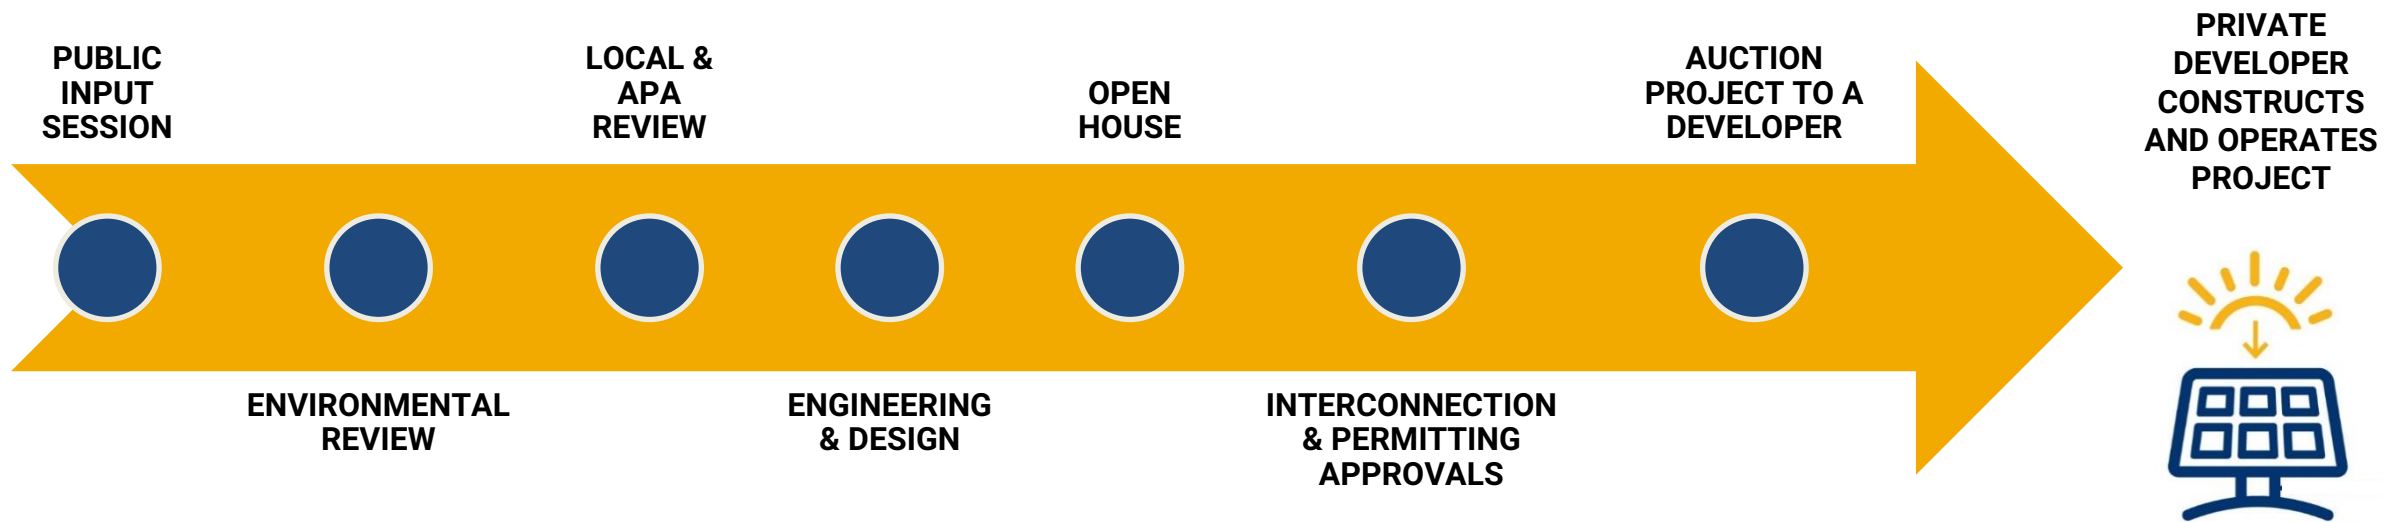 PUBLIC
INPUT
SESSION
ENVIRONMENTAL
REVIEW
LOCAL &
APA
REVIEW
ENGINEERING
& DESIGN
OPEN
HOUSE
INTERCONNECTION
& PERMITTING
APPROVALS
AUCTION
PROJECT TO A
DEVELOPER
PRIVATE
DEVELOPER
CONSTRUCTS
AND OPERATES
PROJECT